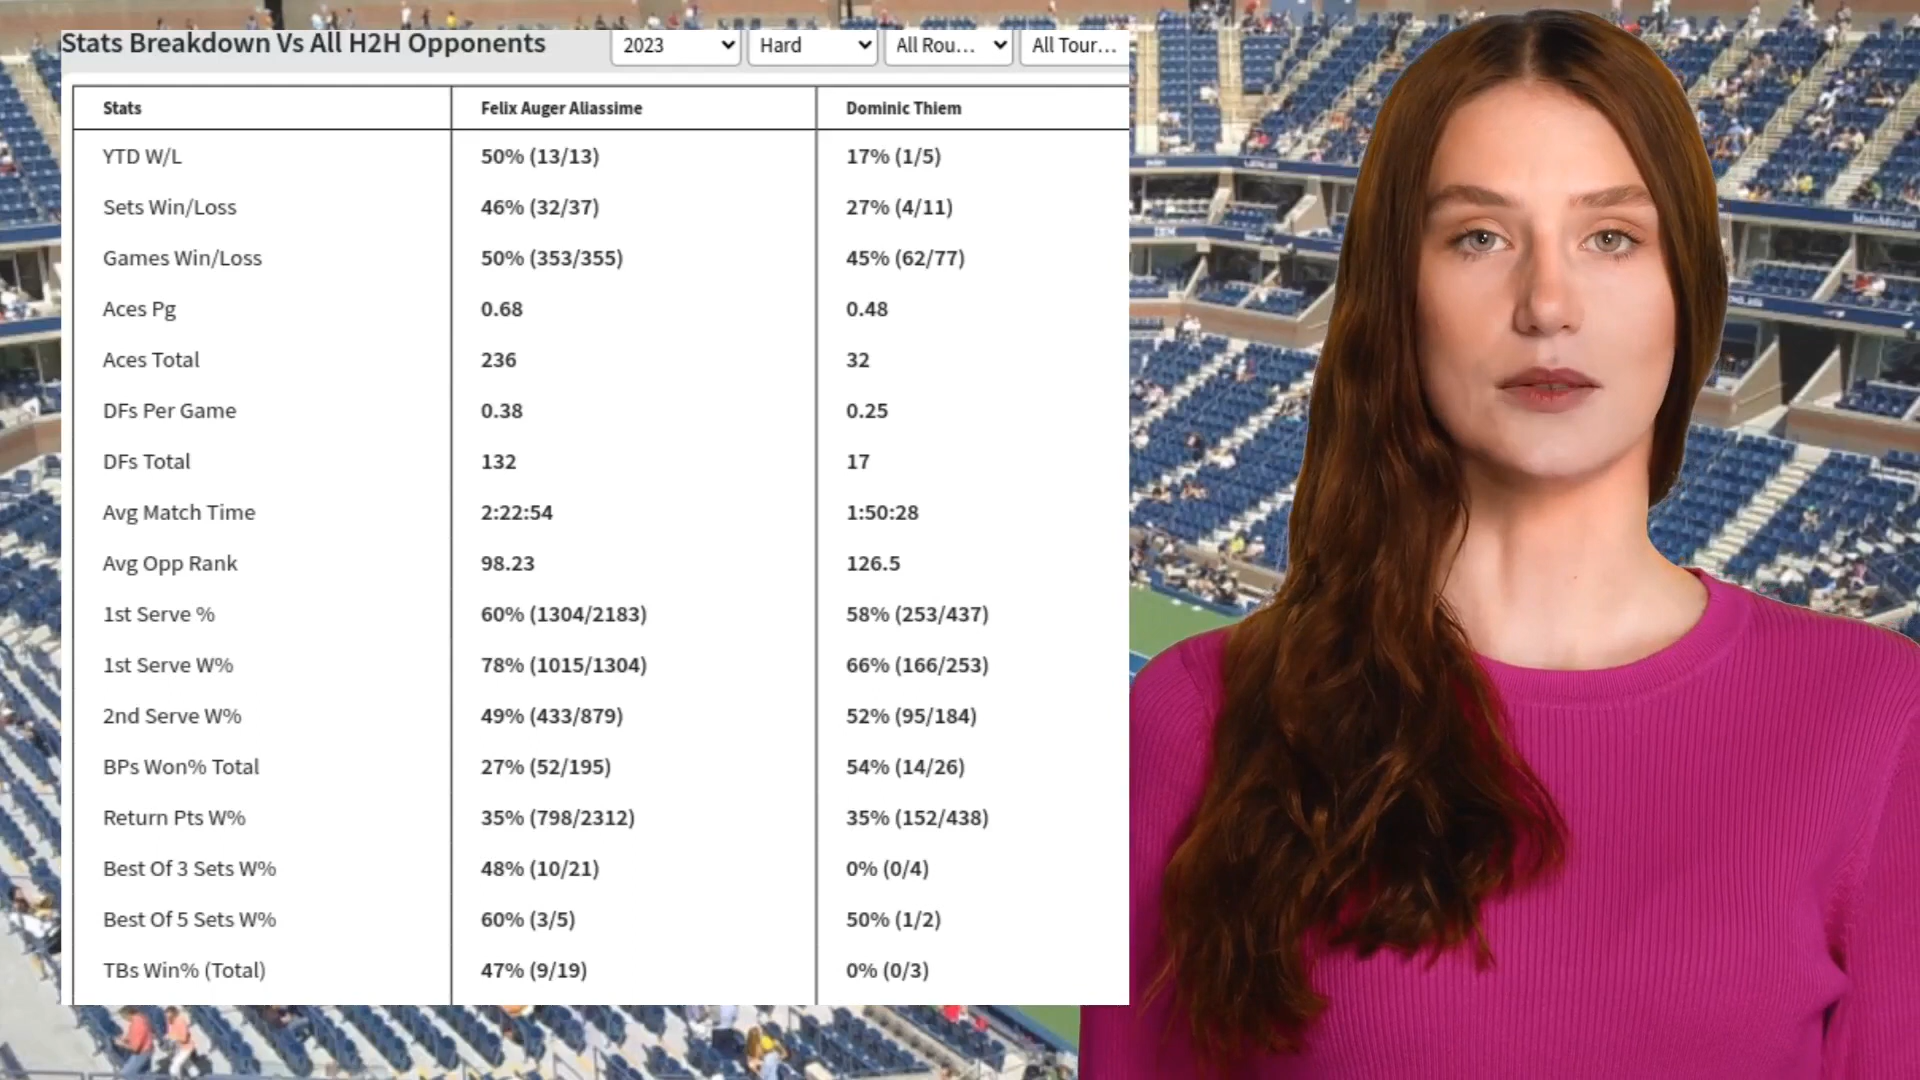 Stats Breakdown Vs All H2H Opponents 2023 Hard All Rou... All Tour...
Stats Felix Auger Aliassime Dominic Thiem
YTD W/L 50% (13/13) 17% (1/5)
Sets Win/Loss 46% (32/37) 27% (4/11)
Games Win/Loss 50% (353/355) 45% (62/77)
Aces Pg 0.68 0.48
Aces Total 236 32
DFs Per Game 0.38 0.25
DFs Total 132 17
Avg Match Time 2:22:54 1:50:28
Avg Opp Rank 98.23 126.5
1st Serve % 60% (1304/2183) 58% (253/437)
1st Serve W% 78% (1015/1304) 66% (166/253)
2nd Serve W% 49% (433/879) 52% (95/184)
BPs Won% Total 27% (52/195) 54% (14/26)
Return Pts W% 35% (798/2312) 35% (152/438)
Best Of 3 Sets W% 48% (10/21) 0% (0/4)
Best Of 5 Sets W% 60% (3/5) 50% (1/2)
TBs Win% (Total) 47% (9/19) 0% (0/3)